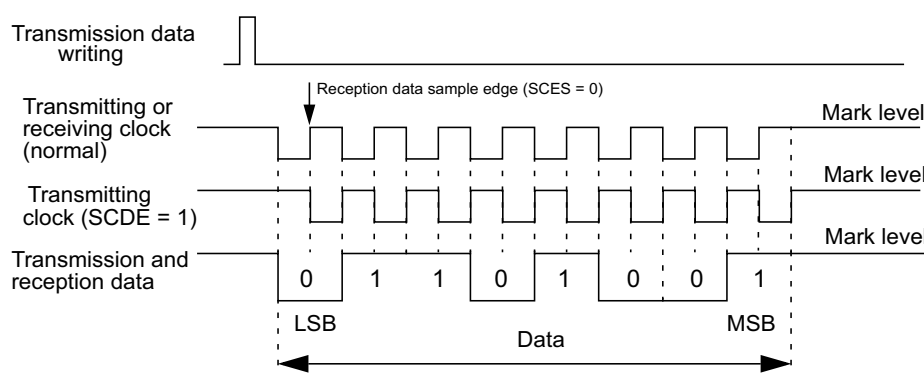 Transmission data
writing
Reception data sample edge (SCES = 0)
Transmitting or
receiving clock
(normal)
Mark level
Transmitting
clock (SCDE = 1)
Mark level
Transmission and
reception data
Mark level
0 1 1 0 1 0 0 1
LSB MSB
Data